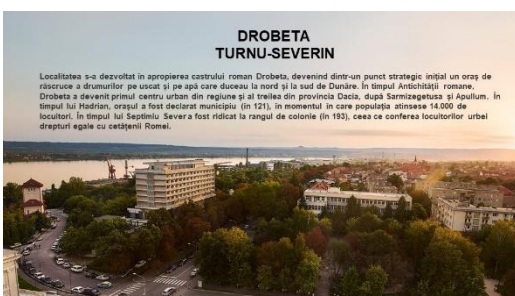 DROBETA
TURNU-SEVERIN
Localitatea s-a dezvoltat în apropierea castrului roman Drobeta, devenind dintr-un punct strategic inițial un oraș de
răscruce a drumurilor pe uscat și pe apă care duceau la nord și la sud de Dunăre. În timpul Antichității romane,
Drobeta a devenit primul centru urban din regiune și al treilea din provincia Dacia, după Sarmizegetusa și Apullum. În
timpul lui Hadrian, orașul a fost declarat municipiu (în 121), în momentul în care populația atinsese 14.000 de
locuitori. În timpul lui Septimiu Sever a fost ridicat la rangul de colonie (în 193), ceea ce conferea locuitorilor urbei
drepturi egale cu cetățenii Romei.